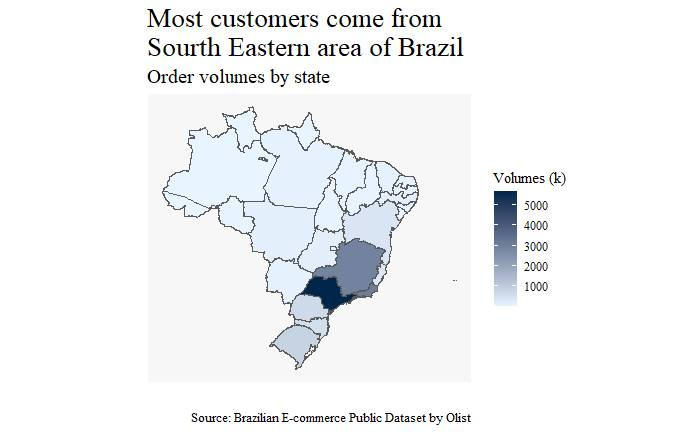 Most customers come from
Sourth Eastern area of Brazil
Order volumes by state
Volumes (k)
5000
4000
3000
2000
1000
Source: Brazilian E-commerce Public Dataset by Olist